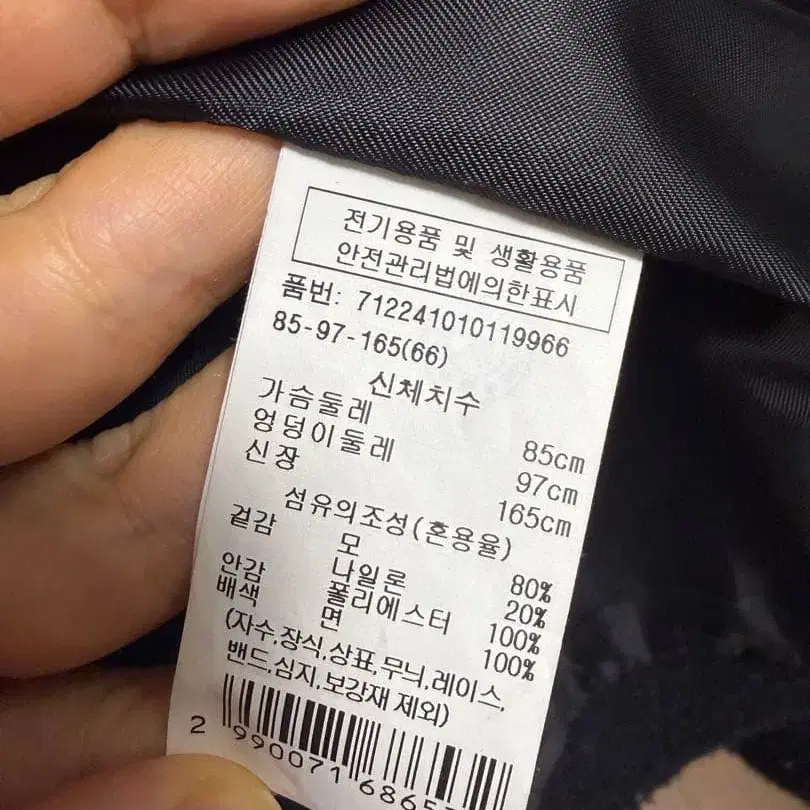 전기용품 및 생활용품
안전관리법에의한표시
품번: 712241010119966
85-97-165(66)
신체치수
가슴둘레 85cm
엉덩이둘레 97cm
신장 165cm
섬유의조성(혼용율)
겉감 모 80%
나일론 20%
안감 폴리에스터 100%
배색 면 100%
(자수,장식,상표,무늬,레이스,
밴드,심지,보강재 제외)
2 990071 6865